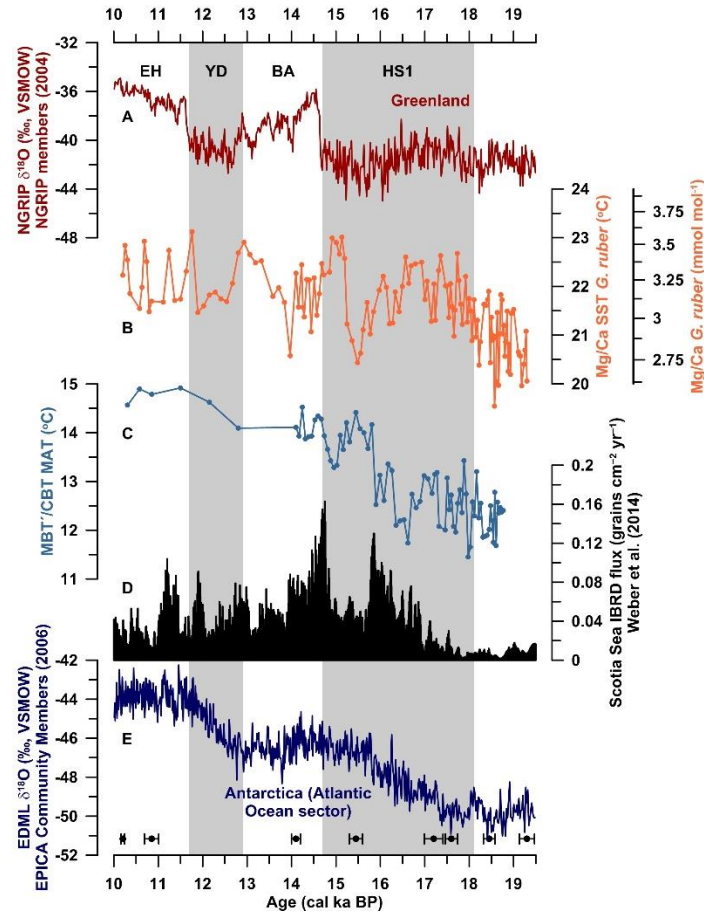 10 11 12 13 14 15 16 17 18 19
-32
-36
-40
-42
-44
-48
NGRIP δ¹⁸O (‰, VSMOW)
NGRIP members (2004)
EH YD BA HS1
Greenland
A
24
23
22
21
20
Mg/Ca SST G. ruber (°C)
3.75
3.5
3.25
3
2.75
Mg/Ca G. ruber (mmol mol⁻¹)
B
15
14
13
12
11
MBT´/CBT MAT (°C)
C
0.2
0.16
0.12
0.08
0.04
0
Scotia Sea IBRD flux (grains cm⁻² yr⁻¹)
Weber et al. (2014)
D
-42
-44
-46
-48
-50
-52
EDML δ¹⁸O (‰, VSMOW)
EPICA Community Members (2006)
E
Antarctica (Atlantic
Ocean sector)
10 11 12 13 14 15 16 17 18 19
Age (cal ka BP)